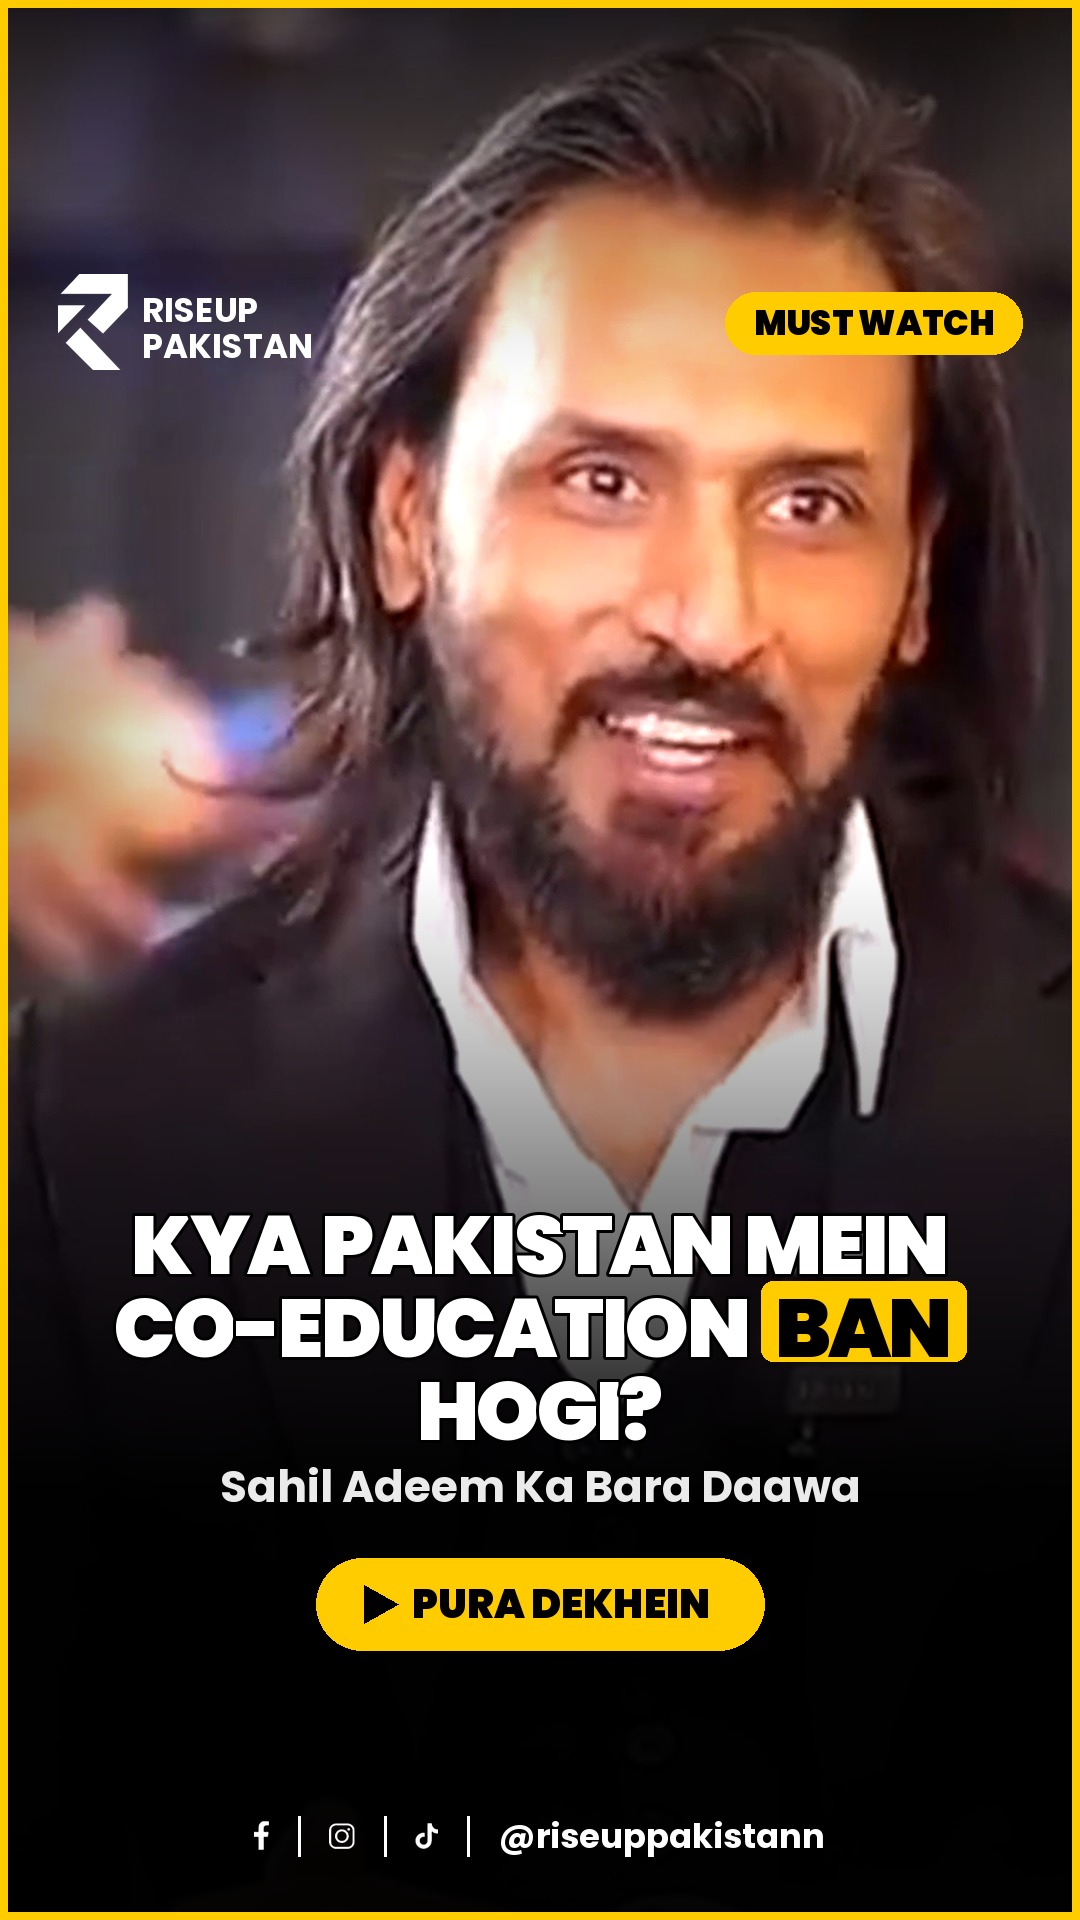 RISEUP
PAKISTAN
MUST WATCH
KYA PAKISTAN MEIN
CO-EDUCATION BAN
HOGI?
Sahil Adeem Ka Bara Daawa
PURA DEKHEIN
@riseuppakistann